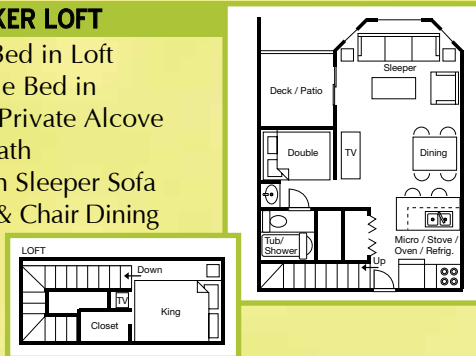 KER LOFT
Bed in Loft
e Bed in
Private Alcove
ath
n Sleeper Sofa
& Chair Dining
Sleeper
Deck / Patio
Double
TV
Dining
Tub/
Shower
Micro / Stove /
Oven / Refrig.
Up
LOFT
Down
TV
King
Closet